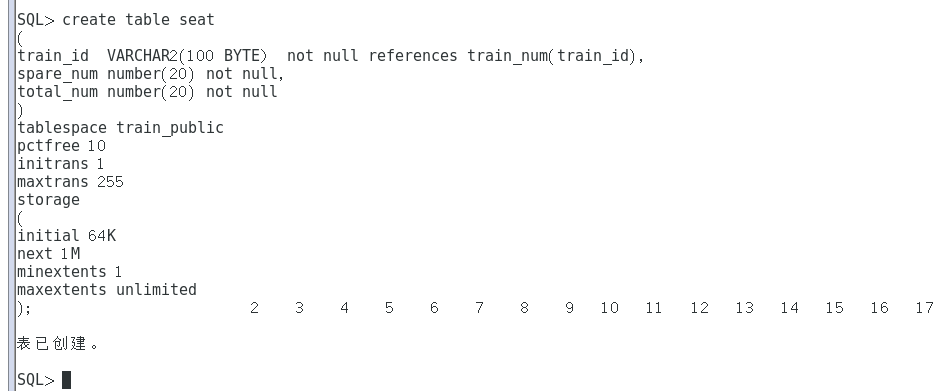 SQL> create table seat
(
train_id  VARCHAR2(100 BYTE)  not null references train_num(train_id),
spare_num number(20) not null,
total_num number(20) not null
)
tablespace train_public
pctfree 10
initrans 1
maxtrans 255
storage
(
initial 64K
next 1M
minextents 1
maxextents unlimited
);  2  3  4  5  6  7  8  9  10  11  12  13  14  15  16  17
表已创建。
SQL>